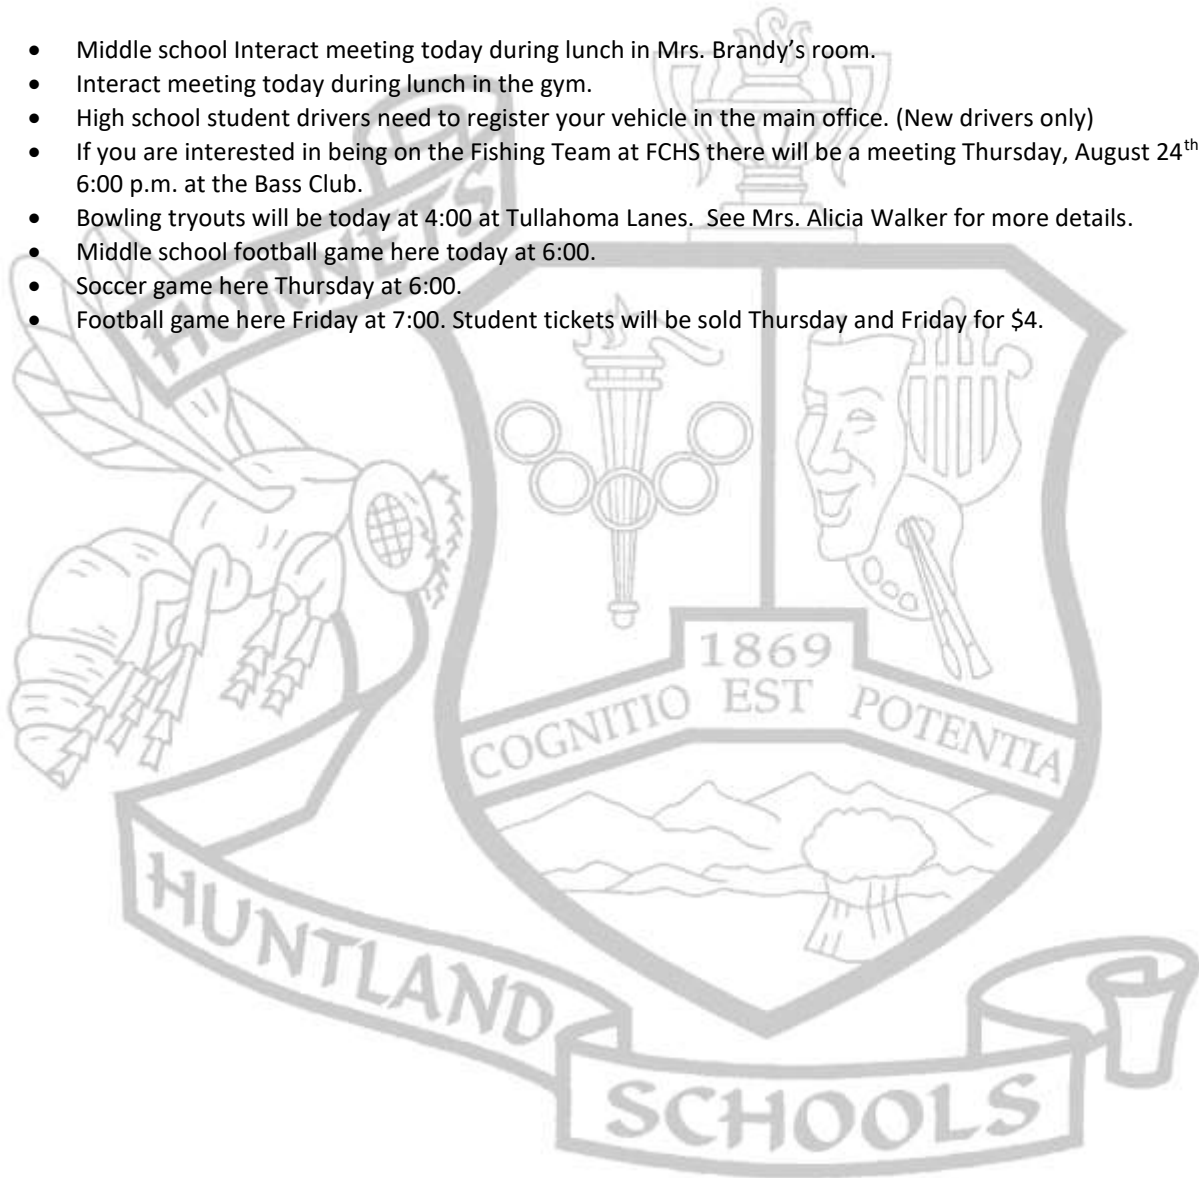 • Middle school Interact meeting today during lunch in Mrs. Brandy’s room.
• Interact meeting today during lunch in the gym.
• High school student drivers need to register your vehicle in the main office. (New drivers only)
• If you are interested in being on the Fishing Team at FCHS there will be a meeting Thursday, August 24th
6:00 p.m. at the Bass Club.
• Bowling tryouts will be today at 4:00 at Tullahoma Lanes.  See Mrs. Alicia Walker for more details.
• Middle school football game here today at 6:00.
• Soccer game here Thursday at 6:00.
• Football game here Friday at 7:00. Student tickets will be sold Thursday and Friday for $4.
HORNETS
1869
COGNITIO EST POTENTIA
HUNTLAND
SCHOOLS